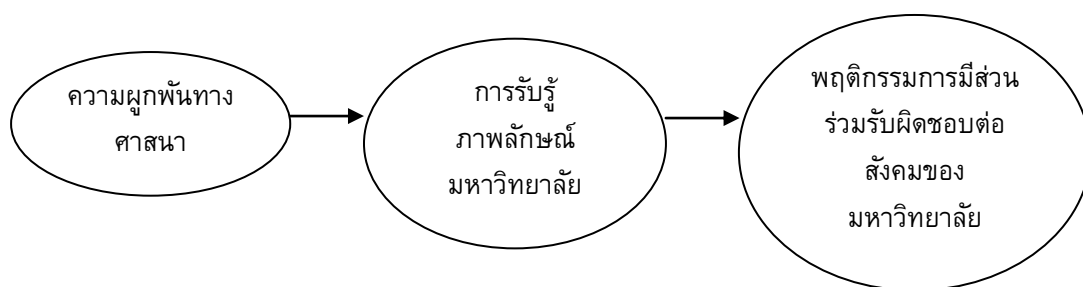 ความผูกพันทาง
ศาสนา
การรับรู้
ภาพลักษณ์
มหาวิทยาลัย
พฤติกรรมการมีส่วน
ร่วมรับผิดชอบต่อ
สังคมของ
มหาวิทยาลัย